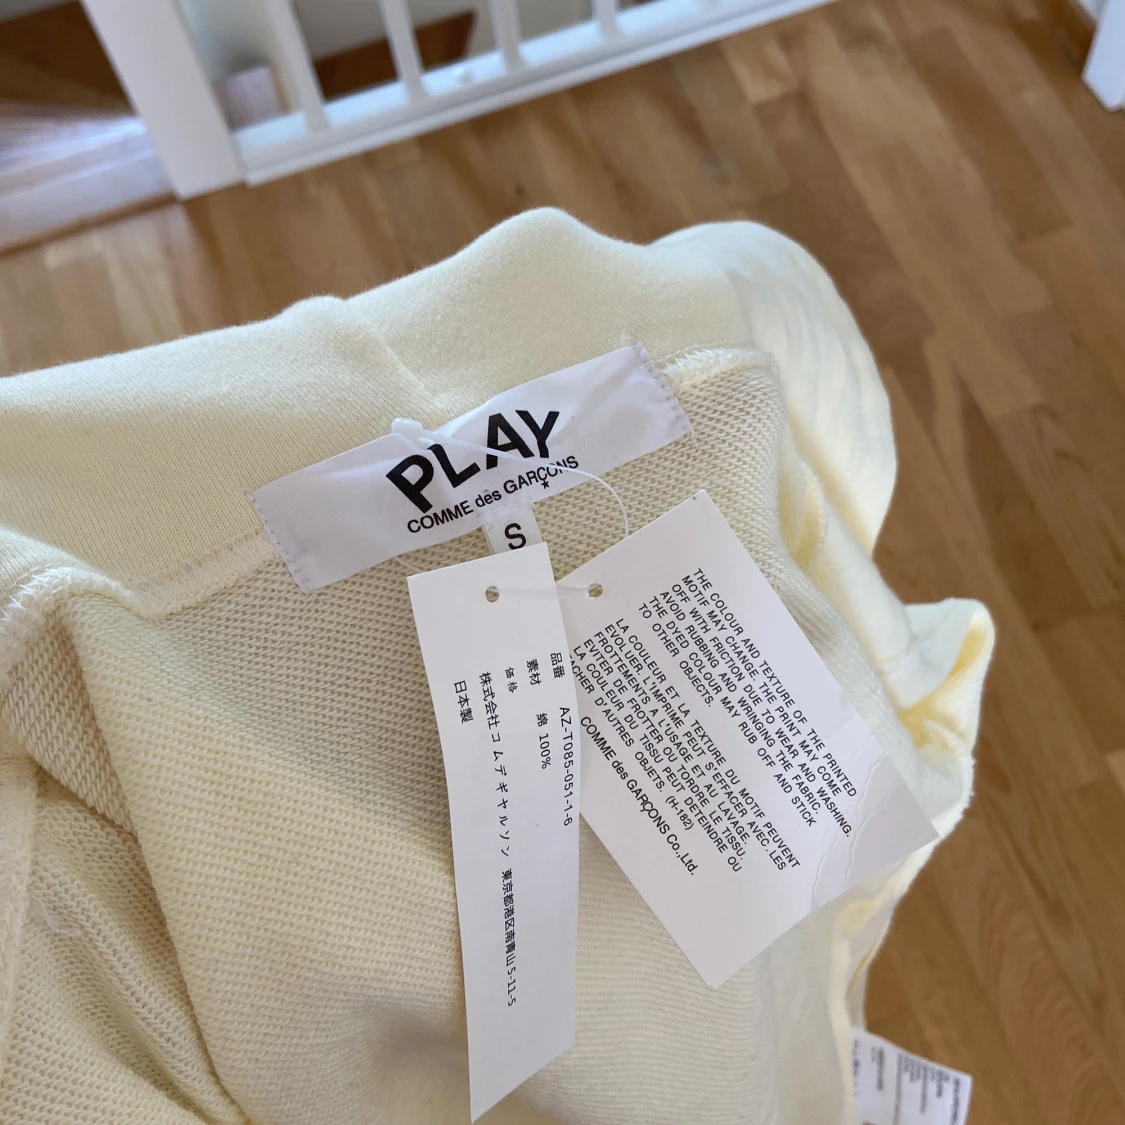 PLAY
COMME des GARÇONS
S
品番 AZ-T085-051-1-6
素材 綿 100%
価格
株式会社コムデギャルソン 東京都港区南青山 5-11-5
日本製
THE COLOUR AND TEXTURE OF THE PRINTED
MOTIF MAY CHANGE. THE PRINT MAY COME
OFF WITH FRICTION DUE TO WEAR AND WASHING.
AVOID RUBBING AND WRINGING THE FABRIC.
THE DYED COLOUR MAY RUB OFF AND STICK
TO OTHER OBJECTS.
LA COULEUR ET LA TEXTURE DU MOTIF PEUVENT
EVOLUER. L'IMPRIME PEUT S'EFFACER AVEC LES
FROTTEMENTS A L'USAGE ET AU LAVAGE.
EVITER DE FROTTER OU TORDRE LE TISSU.
LA COULEUR DU TISSU PEUT DETEINDRE OU
ACHER D'AUTRES OBJETS. (H-182)
COMME des GARÇONS Co.,Ltd.